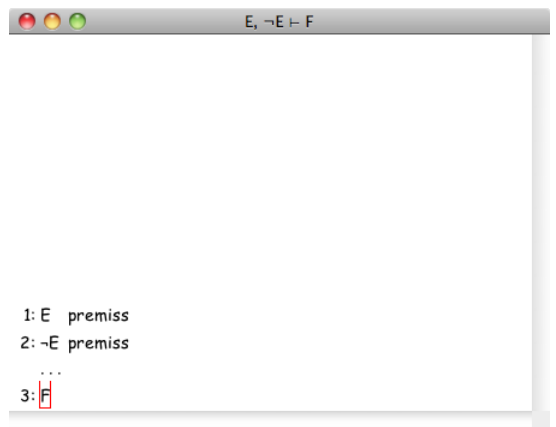 E, ¬E ⊢ F
1: E premiss
2: ¬E premiss
...
3: F